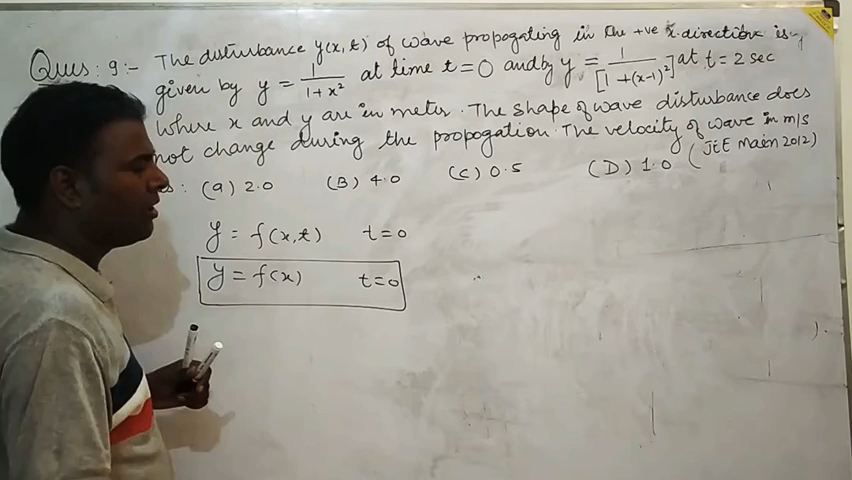 Ques: 9:- The disturbance y(x,t) of wave propogating in the +ve x-direction is
given by y = 1/(1+x²) at time t=0 and by y = 1/[1+(x-1)²] at t=2 sec
where x and y are in meter. The shape of wave disturbance does
not change during the propogation. The velocity of wave in m/s
(JEE Main 2012)
: (a) 2.0 (B) 4.0 (C) 0.5 (D) 1.0
y = f(x,t) t=0
y = f(x) t=0